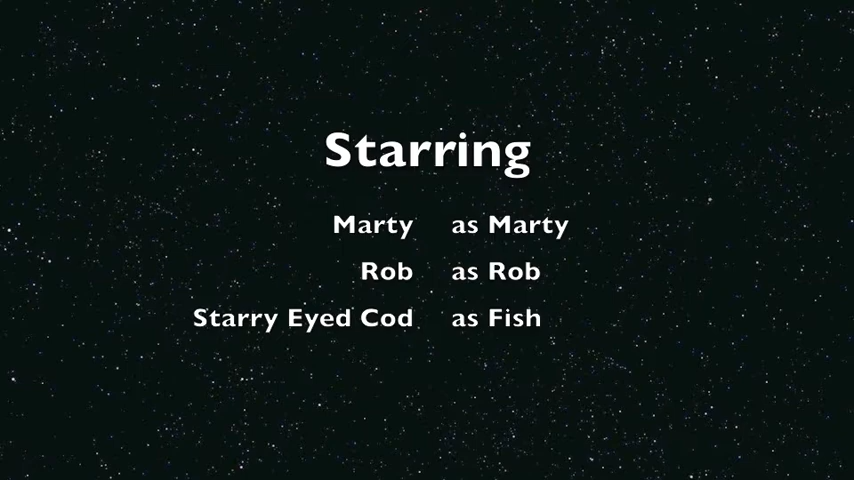 Starring
Marty as Marty
Rob as Rob
Starry Eyed Cod as Fish